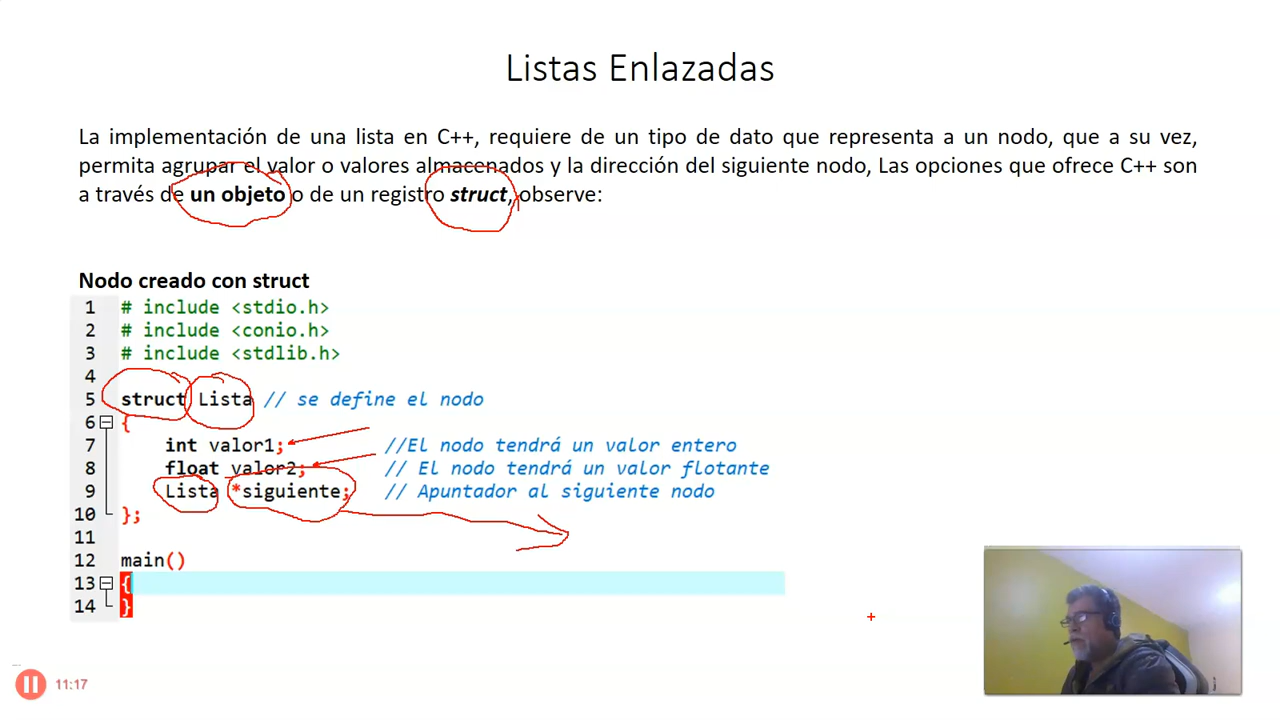 Listas Enlazadas
La implementación de una lista en C++, requiere de un tipo de dato que representa a un nodo, que a su vez,
permita agrupar el valor o valores almacenados y la dirección del siguiente nodo, Las opciones que ofrece C++ son
a través de un objeto o de un registro struct, observe:
Nodo creado con struct
1 # include <stdio.h>
2 # include <conio.h>
3 # include <stdlib.h>
4
5 struct Lista // se define el nodo
6 {
7 int valor1; //El nodo tendrá un valor entero
8 float valor2; // El nodo tendrá un valor flotante
9 Lista *siguiente; // Apuntador al siguiente nodo
10 };
11
12 main()
13 {
14 }
11:17